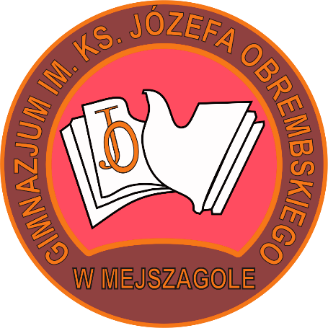 GIMNAZJUM IM. KS. JÓZEFA OBREMBSKIEGO
JO
W MEJSZAGOLE